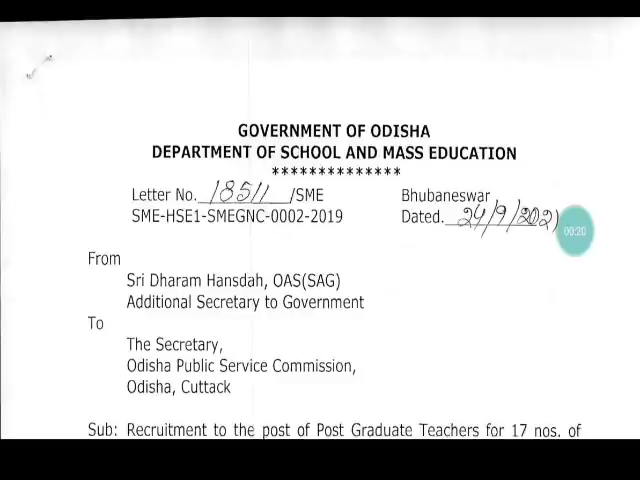 GOVERNMENT OF ODISHA
DEPARTMENT OF SCHOOL AND MASS EDUCATION
**************
Letter No. 18511 /SME
SME-HSE1-SMEGNC-0002-2019
Bhubaneswar
Dated. 24/9/2021
00:20
From
Sri Dharam Hansdah, OAS(SAG)
Additional Secretary to Government
To
The Secretary,
Odisha Public Service Commission,
Odisha, Cuttack
Sub: Recruitment to the post of Post Graduate Teachers for 17 nos. of